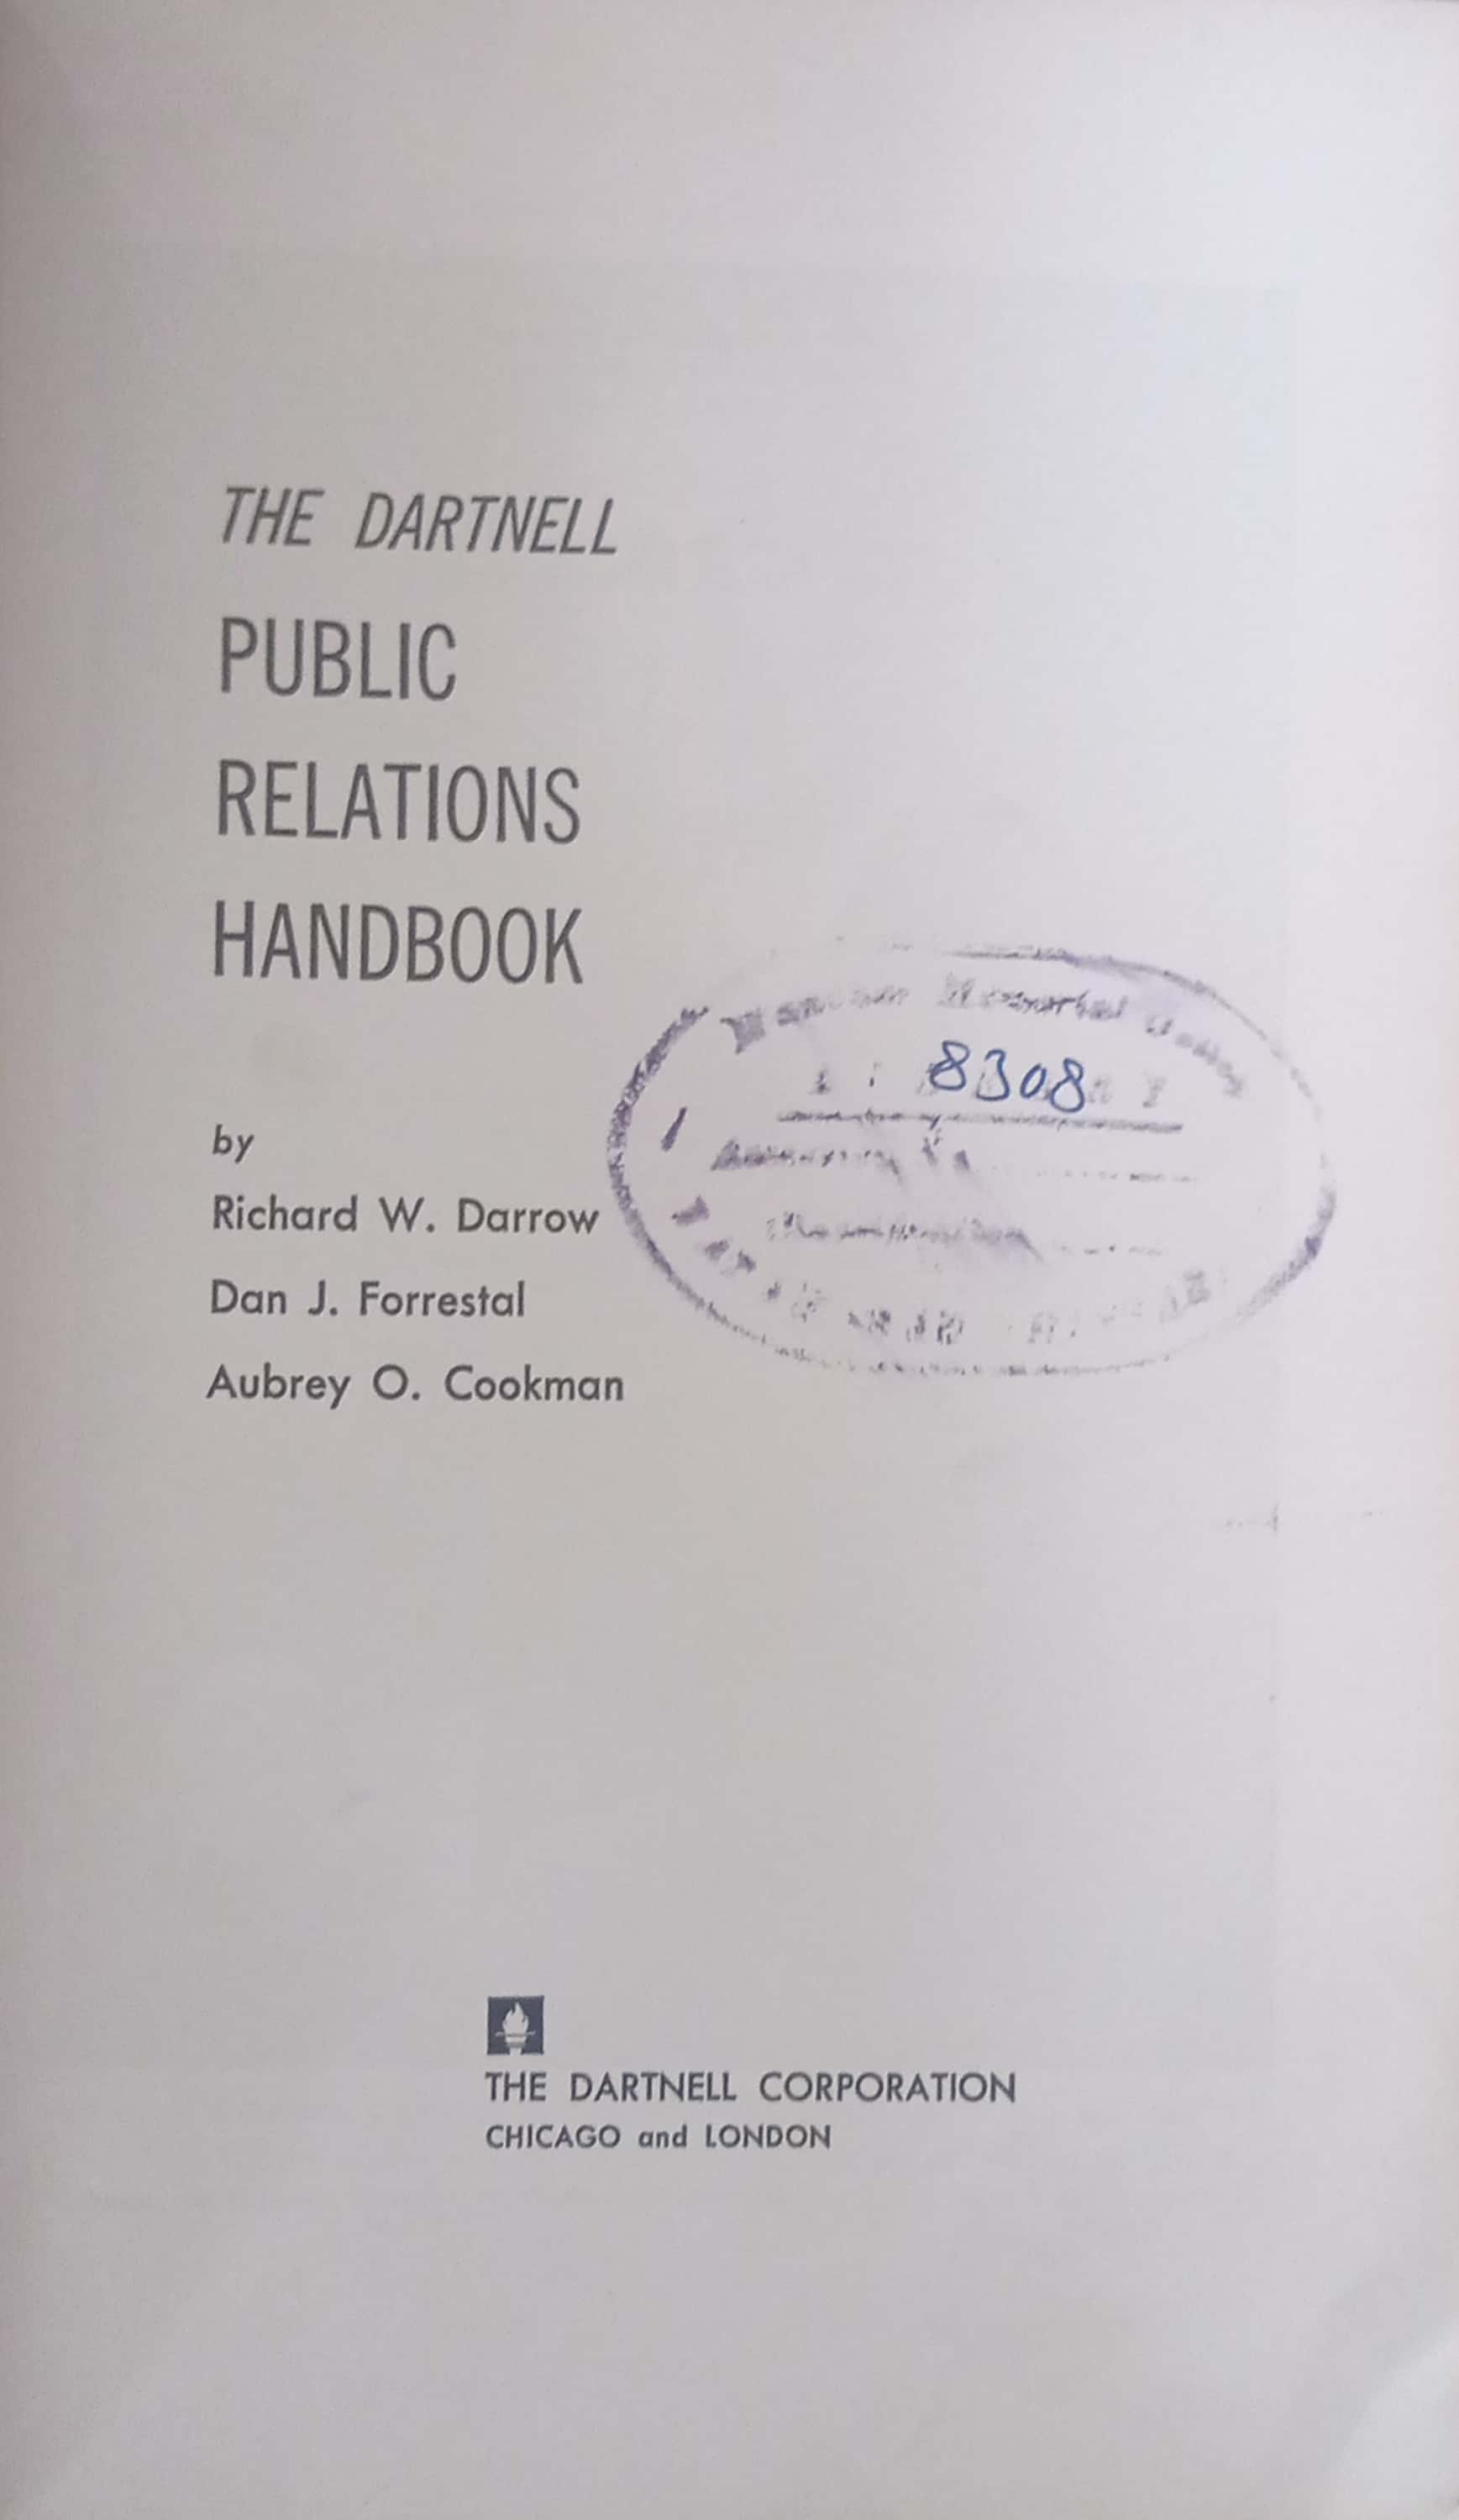 THE DARTNELL
PUBLIC
RELATIONS
HANDBOOK
by
Richard W. Darrow
Dan J. Forrestal
Aubrey O. Cookman
Memorial
8308
THE DARTNELL CORPORATION
CHICAGO and LONDON